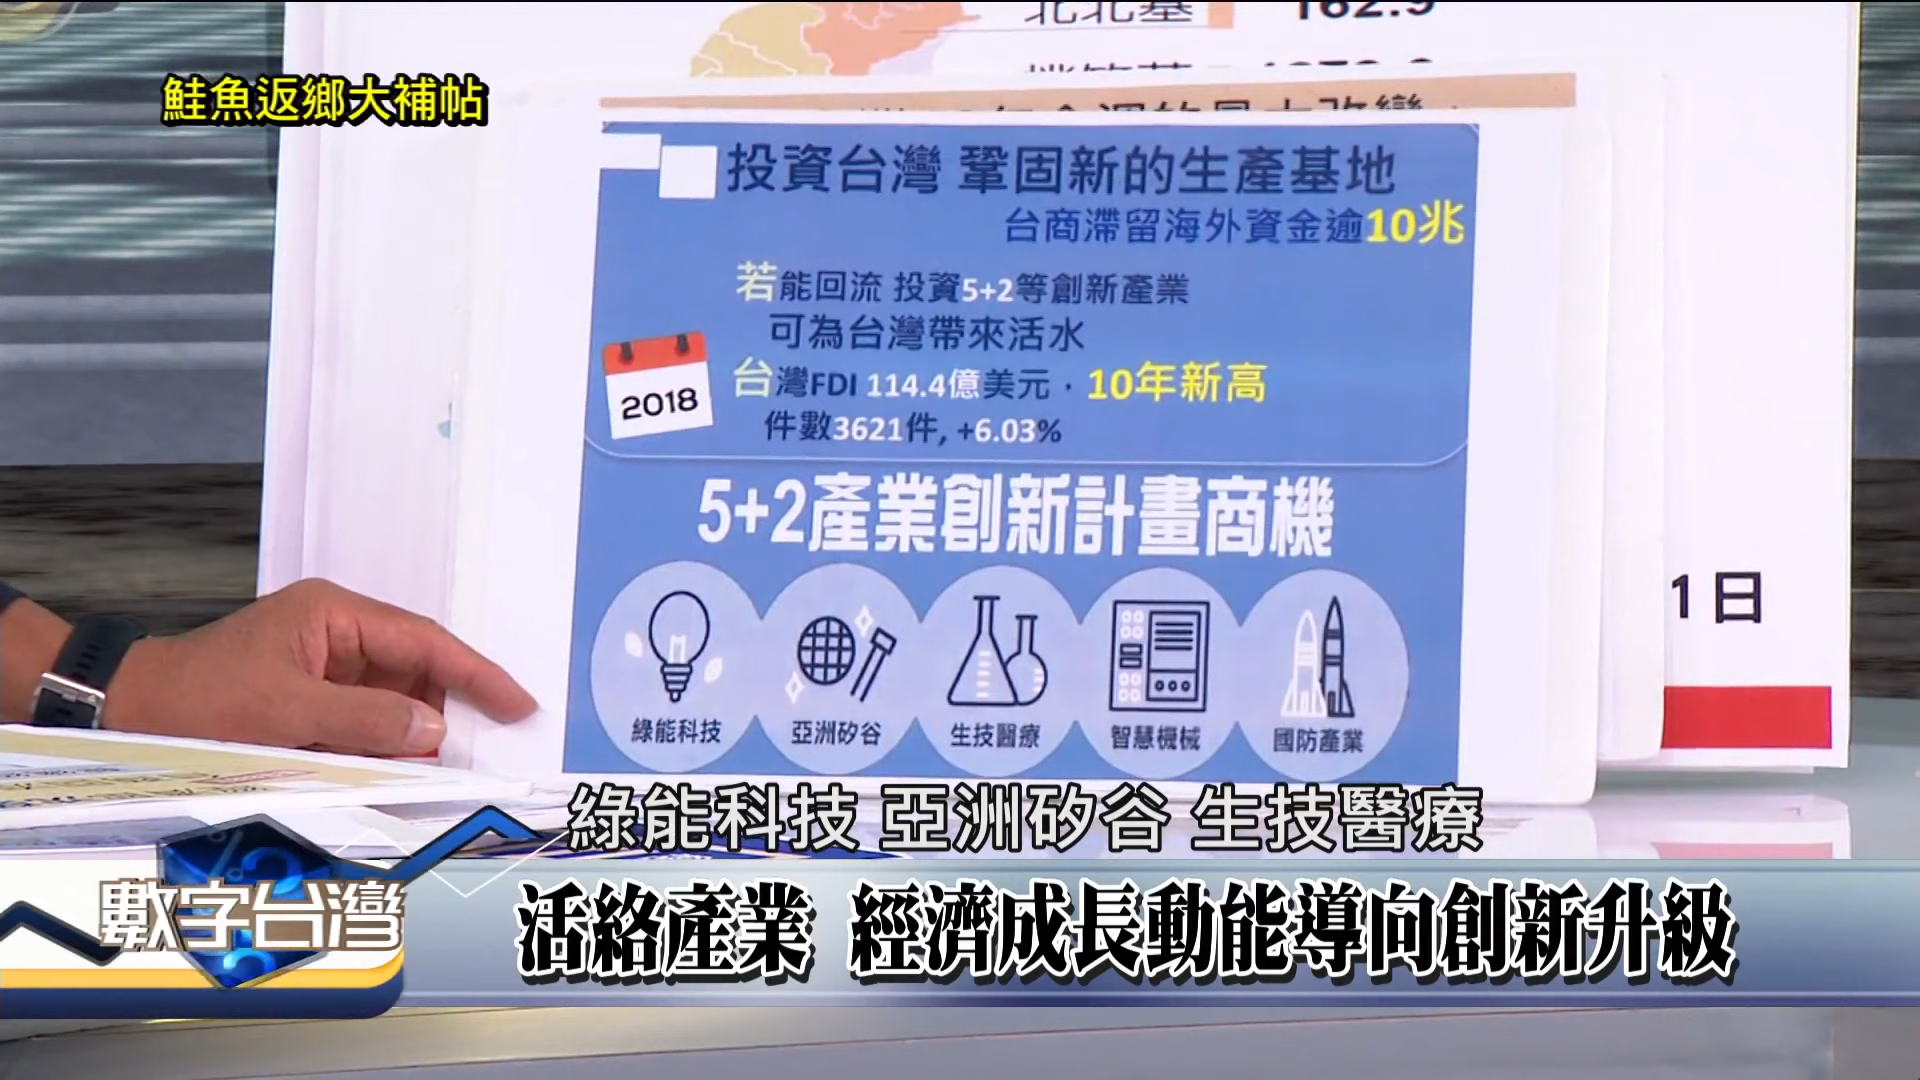 北北基 162.9
鮭魚返鄉大補帖
投資台灣 鞏固新的生產基地
台商滯留海外資金逾10兆
若能回流 投資5+2等創新產業
可為台灣帶來活水
2018
台灣FDI 114.4億美元，10年新高
件數3621件, +6.03%
5+2產業創新計畫商機
1日
綠能科技 亞洲矽谷 生技醫療 智慧機械 國防產業
綠能科技 亞洲矽谷 生技醫療
數字台灣
活絡產業 經濟成長動能導向創新升級